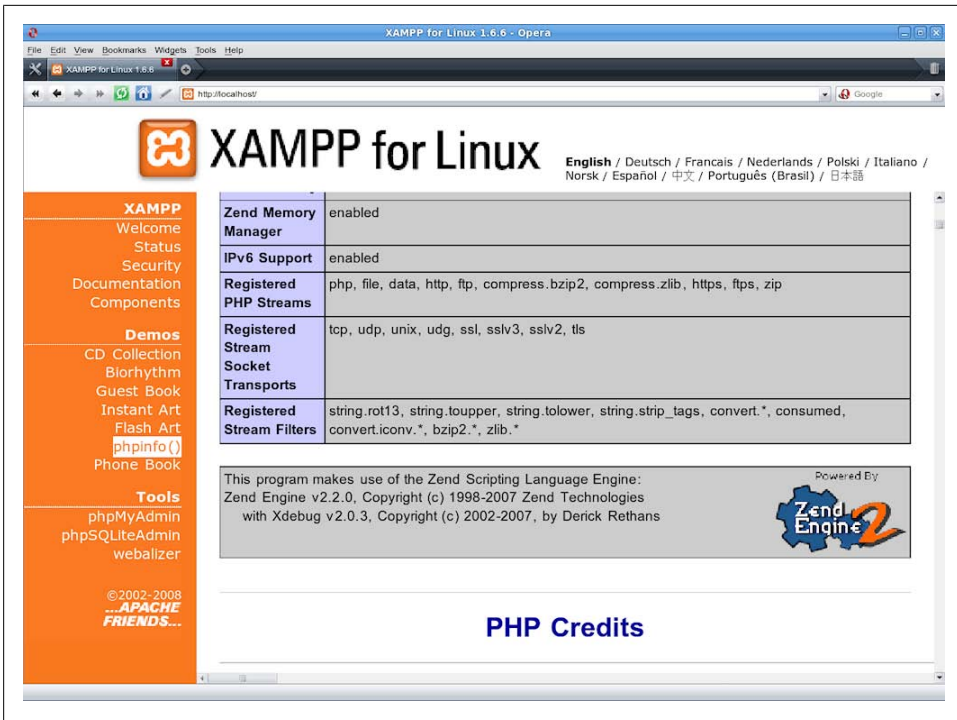 XAMPP for Linux 1.6.6 - Opera
File Edit View Bookmarks Widgets Tools Help
XAMPP for Linux 1.6.6
http://localhost/
Google
XAMPP for Linux
English / Deutsch / Francais / Nederlands / Polski / Italiano /
Norsk / Español / 中文 / Português (Brasil) / 日本語
XAMPP
Welcome
Status
Security
Documentation
Components
Demos
CD Collection
Biorhythm
Guest Book
Instant Art
Flash Art
phpinfo()
Phone Book
Tools
phpMyAdmin
phpSQLiteAdmin
webalizer
©2002-2008
...APACHE
FRIENDS...
Zend Memory enabled
Manager
IPv6 Support enabled
Registered php, file, data, http, ftp, compress.bzip2, compress.zlib, https, ftps, zip
PHP Streams
Registered tcp, udp, unix, udg, ssl, sslv3, sslv2, tls
Stream
Socket
Transports
Registered string.rot13, string.toupper, string.tolower, string.strip_tags, convert.*, consumed,
Stream Filters convert.iconv.*, bzip2.*, zlib.*
This program makes use of the Zend Scripting Language Engine:
Zend Engine v2.2.0, Copyright (c) 1998-2007 Zend Technologies
with Xdebug v2.0.3, Copyright (c) 2002-2007, by Derick Rethans
Powered By
Zend
Engine 2
PHP Credits